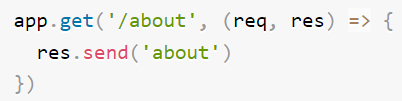 app.get('/about', (req, res) => {
  res.send('about')
})